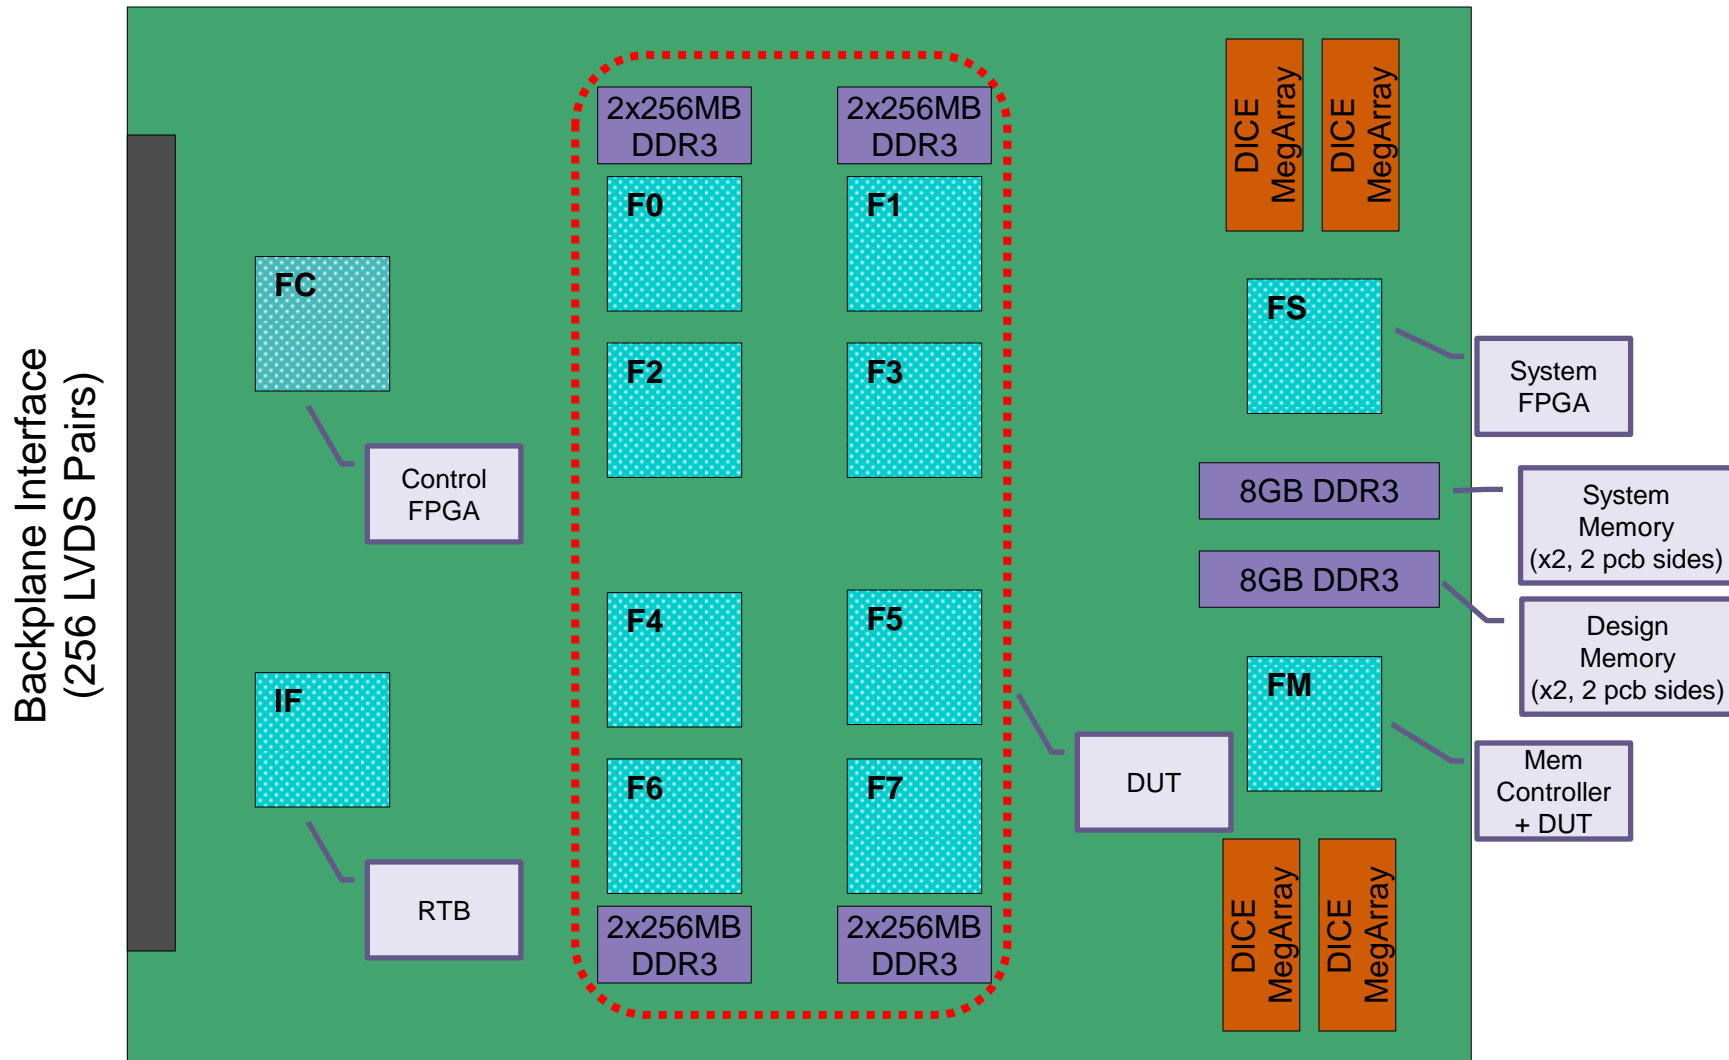 Backplane Interface
(256 LVDS Pairs)
FC
Control
FPGA
IF
RTB
2x256MB
DDR3
2x256MB
DDR3
F0
F1
F2
F3
F4
F5
F6
F7
2x256MB
DDR3
2x256MB
DDR3
DUT
DICE
MegArray
DICE
MegArray
FS
System
FPGA
8GB DDR3
System
Memory
(x2, 2 pcb sides)
8GB DDR3
Design
Memory
(x2, 2 pcb sides)
FM
Mem
Controller
+ DUT
DICE
MegArray
DICE
MegArray